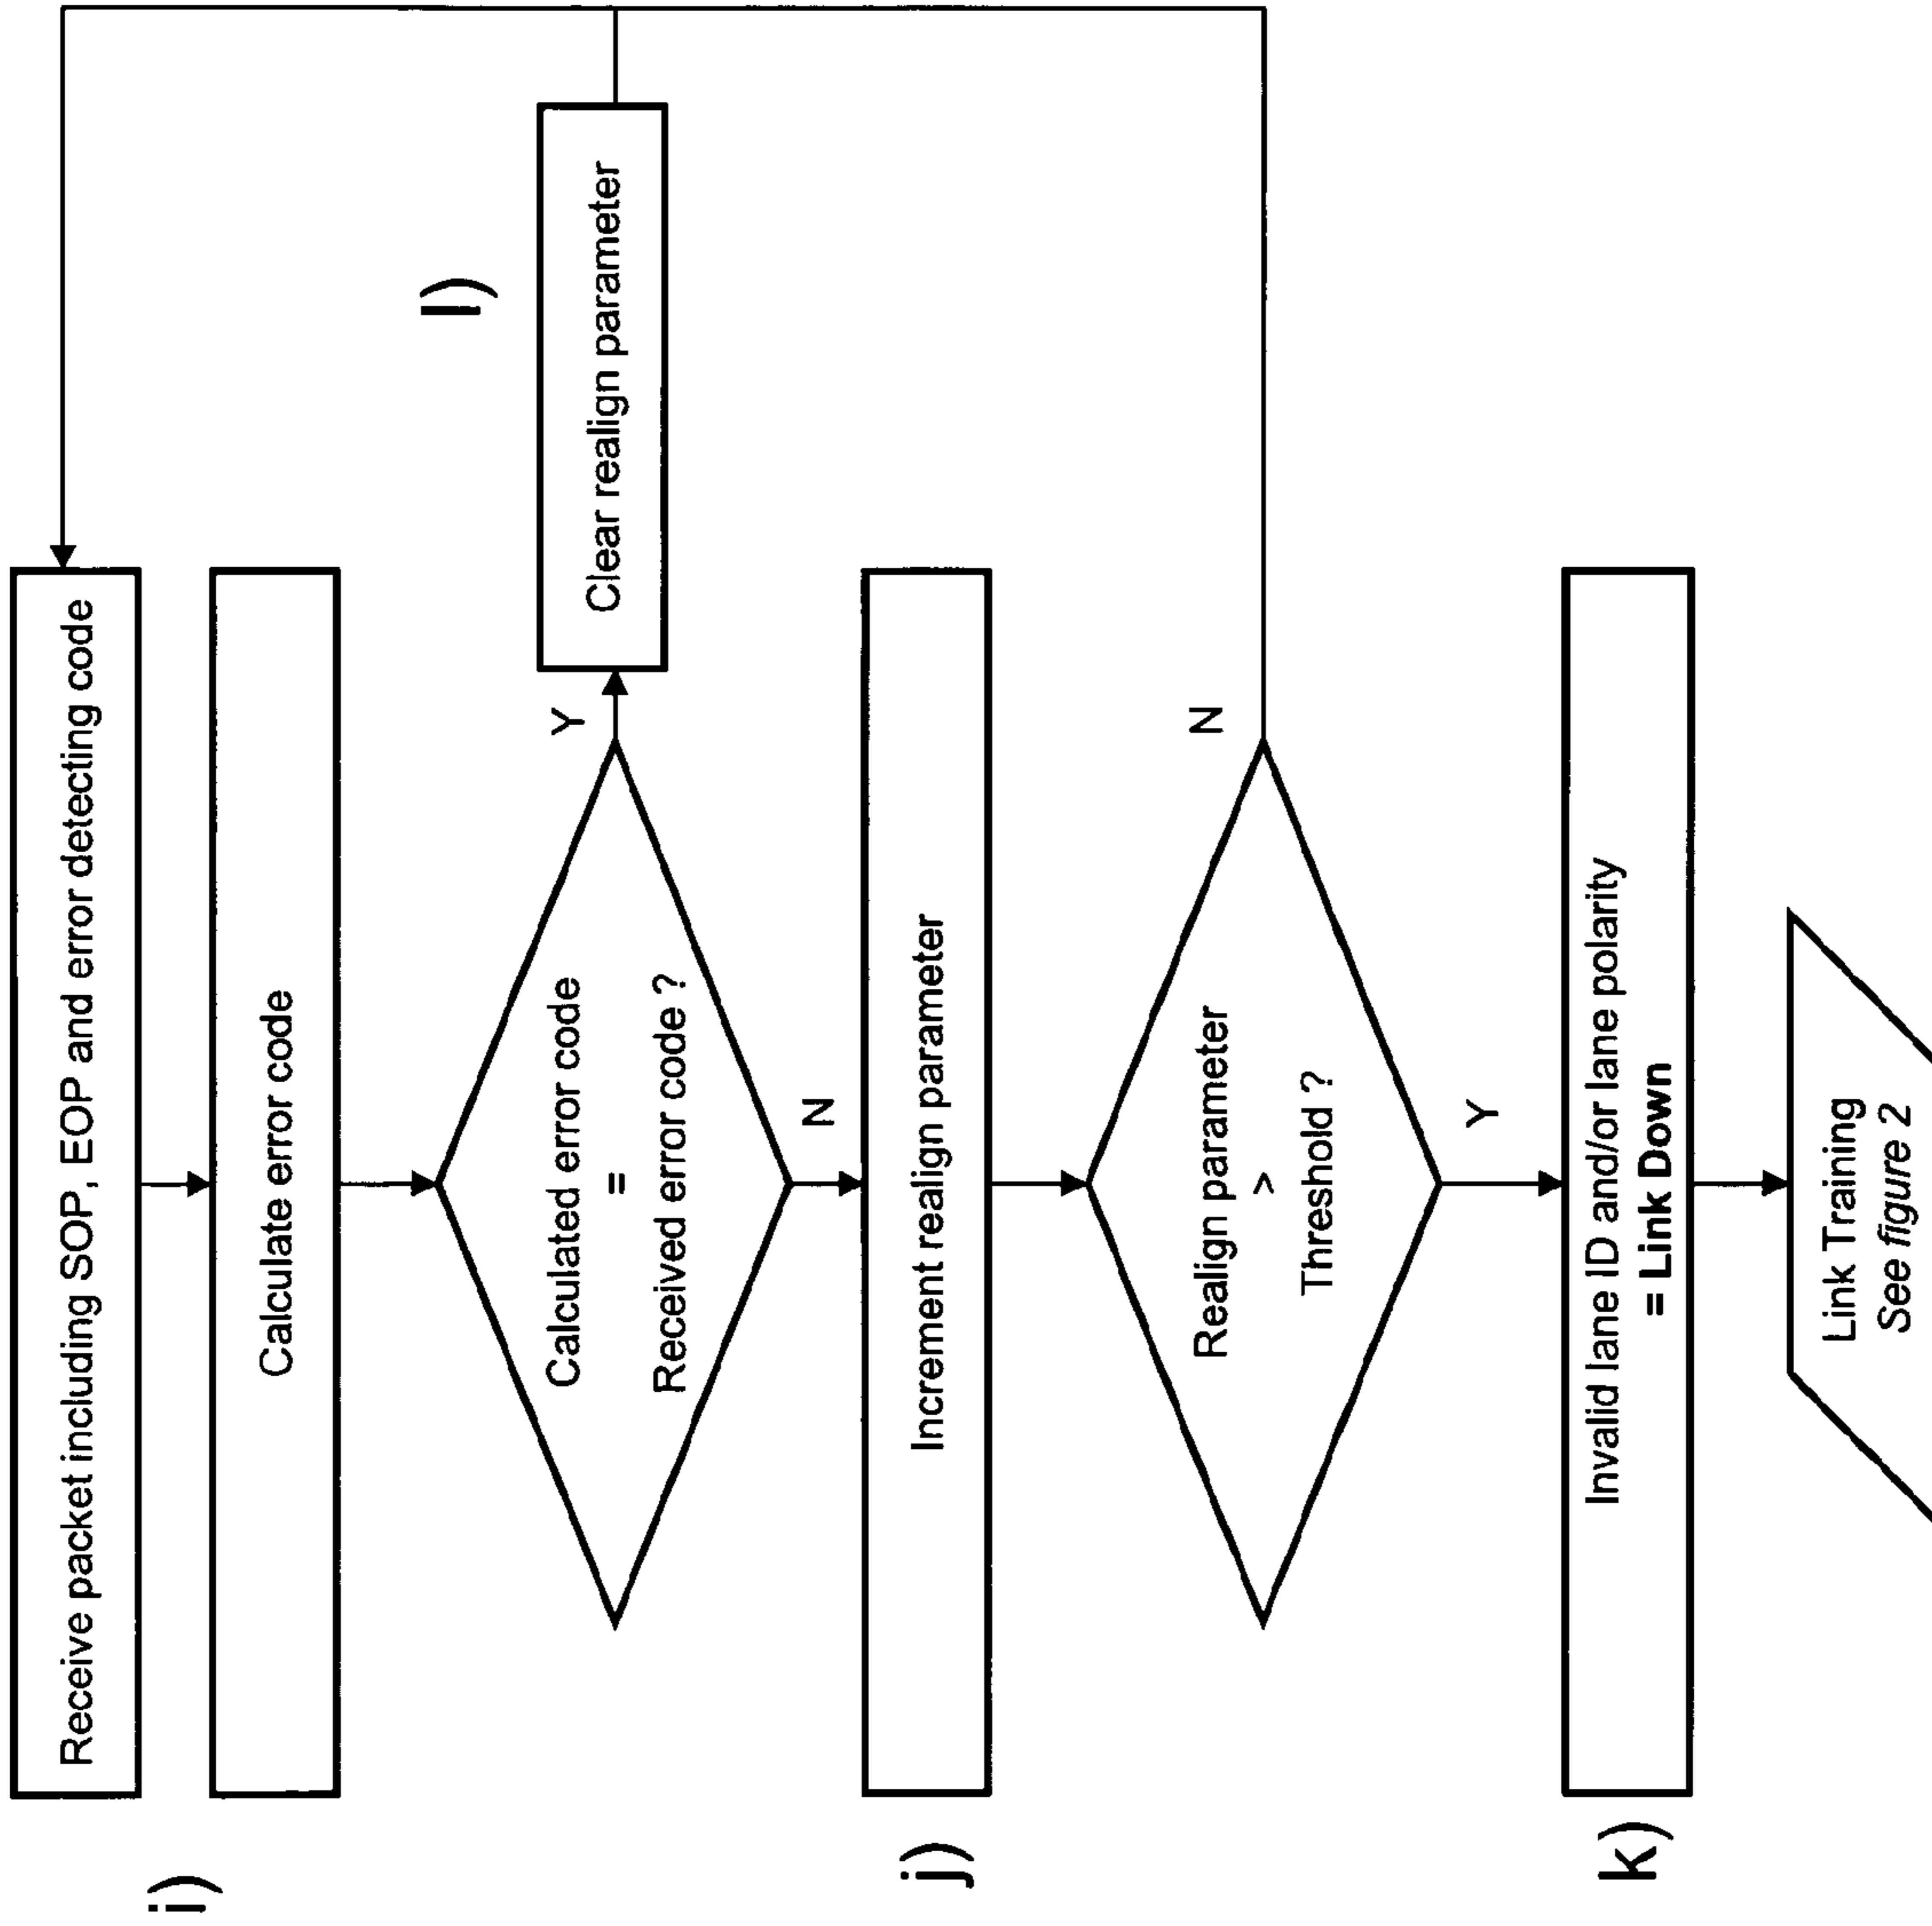 i)
Receive packet including SOP, EOP and error detecting code
Calculate error code
Calculated error code
=
Received error code ?
Y
l)
Clear realign parameter
N
j)
Increment realign parameter
Realign parameter
>
Threshold ?
N
Y
k)
Invalid lane ID and/or lane polarity
= Link Down
Link Training
See figure 2